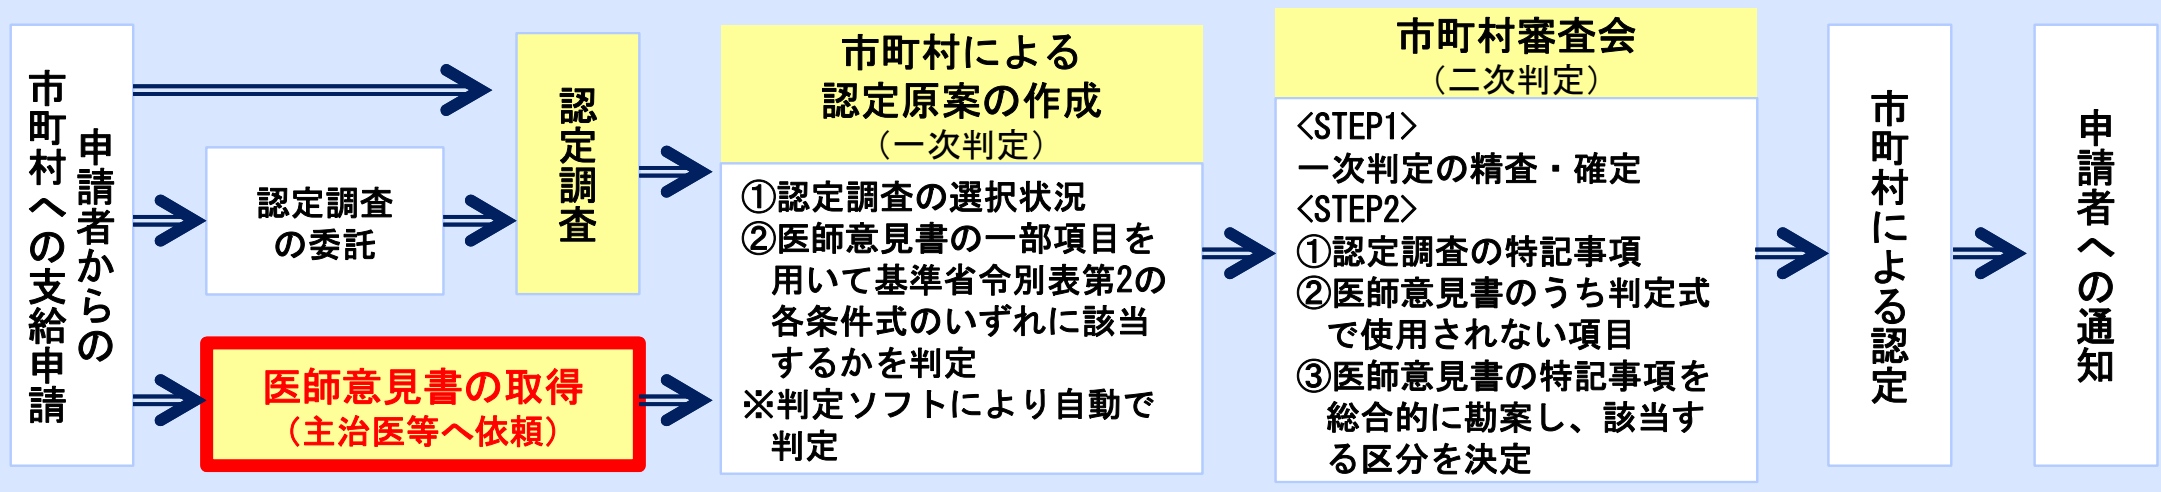 申請者からの
市町村への支給申請
認定調査
の委託
医師意見書の取得
（主治医等へ依頼）
認定調査
市町村による
認定原案の作成
（一次判定）
①認定調査の選択状況
②医師意見書の一部項目を
用いて基準省令別表第2の
各条件式のいずれに該当
するかを判定
※判定ソフトにより自動で
判定
市町村審査会
（二次判定）
<STEP1>
一次判定の精査・確定
<STEP2>
①認定調査の特記事項
②医師意見書のうち判定式
で使用されない項目
③医師意見書の特記事項を
総合的に勘案し、該当す
る区分を決定
市町村による認定
申請者への通知